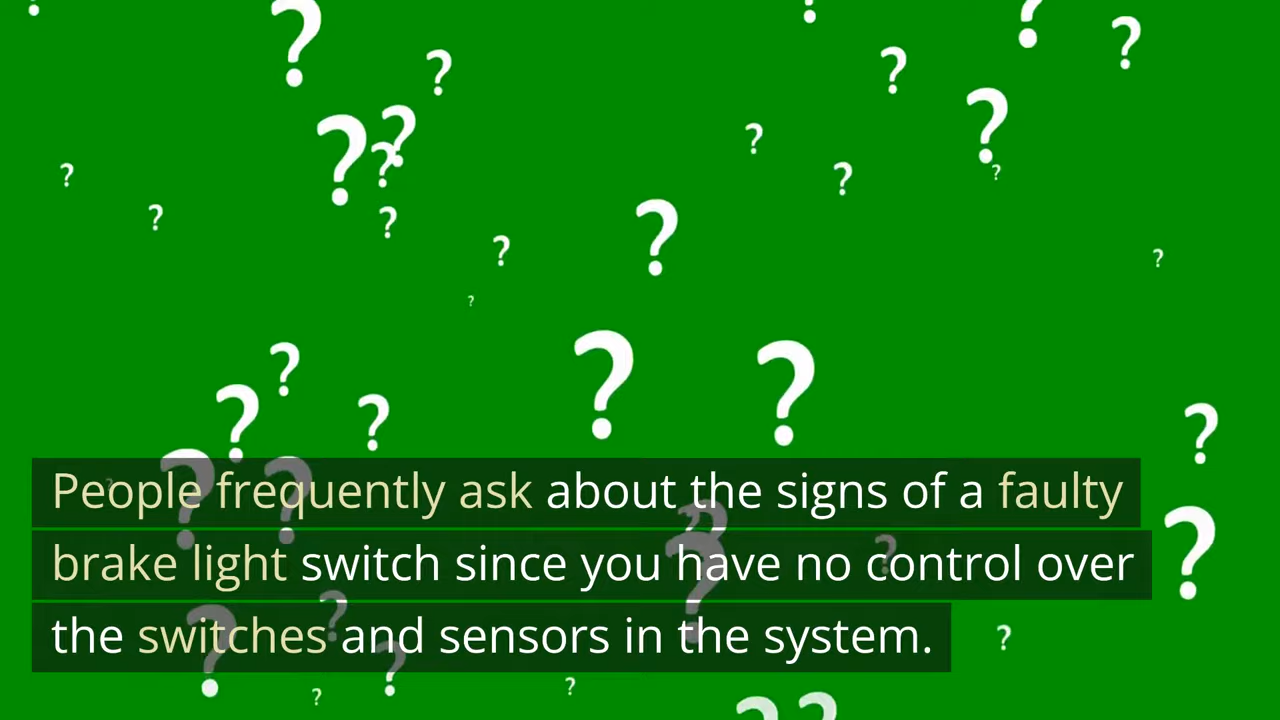 People frequently ask about the signs of a faulty
brake light switch since you have no control over
the switches and sensors in the system.